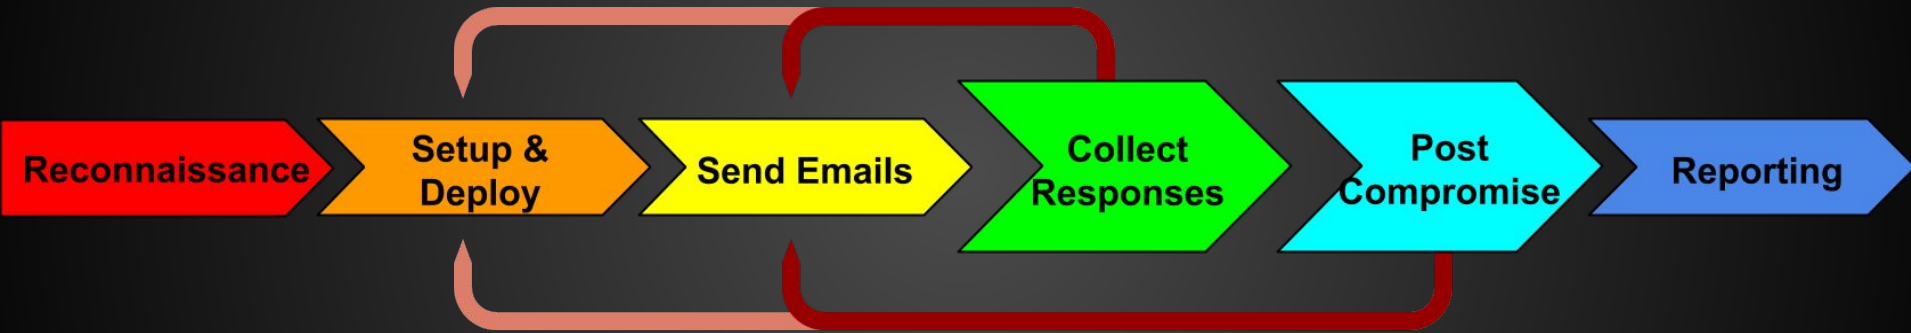 Reconnaissance
Setup &
Deploy
Send Emails
Collect
Responses
Post
Compromise
Reporting